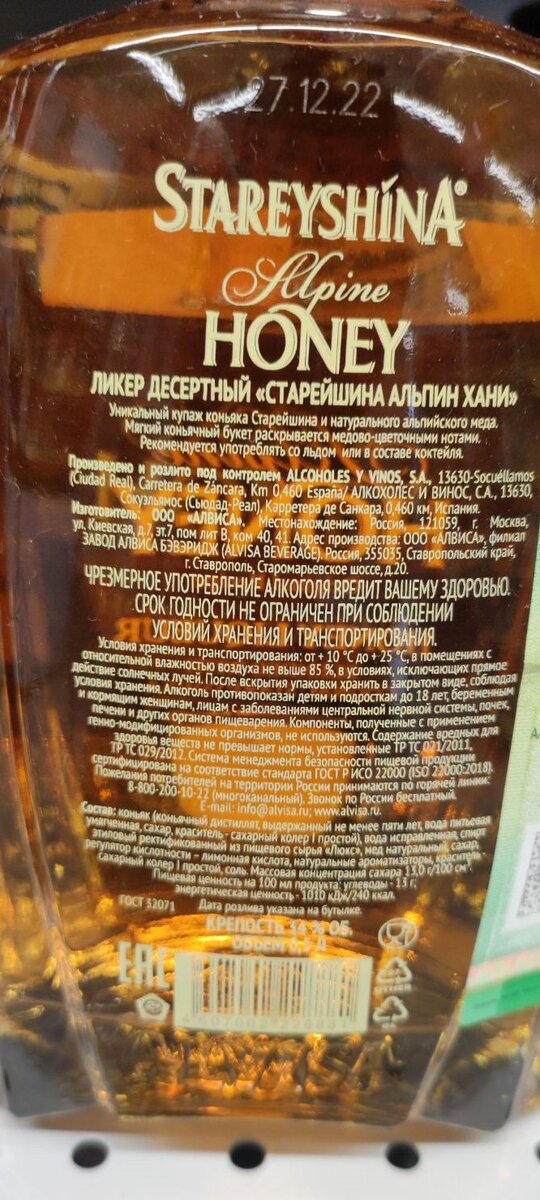 27.12.22
STAREYSHÍNA®
Alpine
HONEY
ЛИКЕР ДЕСЕРТНЫЙ «СТАРЕЙШИНА АЛЬПИН ХАНИ»
Уникальный купаж коньяка Старейшина и натурального альпийского меда.
Мягкий коньячный букет раскрывается медово-цветочными нотами.
Рекомендуется употреблять со льдом или в составе коктейля.
Произведено и розлито под контролем ALCOHOLES Y VINOS, S.A., 13630-Socuéllamos
(Ciudad Real), Carretera de Záncara, Km 0,460 España/ АЛКОХОЛЕС И ВИНОС, С.А., 13630,
Сокуэльямос (Сьюдад-Реал), Карретера де Санкара, 0,460 км, Испания.
Изготовитель: ООО «АЛВИСА», Местонахождение: Россия, 121059, г. Москва,
ул. Киевская, д.7, эт.7, пом лит В, ком 40, 41. Адрес производства: ООО «АЛВИСА», филиал
ЗАВОД АЛВИСА БЭВЭРИДЖ (ALVISA BEVERAGE). Россия, 355035, Ставропольский край,
г. Ставрополь, Старомарьевское шоссе, д.20.
ЧРЕЗМЕРНОЕ УПОТРЕБЛЕНИЕ АЛКОГОЛЯ ВРЕДИТ ВАШЕМУ ЗДОРОВЬЮ.
СРОК ГОДНОСТИ НЕ ОГРАНИЧЕН ПРИ СОБЛЮДЕНИИ
УСЛОВИЙ ХРАНЕНИЯ И ТРАНСПОРТИРОВАНИЯ.
Условия хранения и транспортирования: от + 10 °С до + 25 °С, в помещениях с
относительной влажностью воздуха не выше 85 %, в условиях, исключающих прямое
действие солнечных лучей. После вскрытия упаковки хранить в закрытом виде, соблюдая
условия хранения. Алкоголь противопоказан детям и подросткам до 18 лет, беременным
и кормящим женщинам, лицам с заболеваниями центральной нервной системы, почек,
печени и других органов пищеварения. Компоненты, полученные с применением
генно-модифицированных организмов, не используются. Содержание вредных для
здоровья веществ не превышает нормы, установленные ТР ТС 021/2011,
ТР ТС 029/2012. Система менеджмента безопасности пищевой продукции
сертифицирована на соответствие стандарта ГОСТ Р ИСО 22000 (ISO 22000:2018).
Пожелания потребителей на территории России принимаются по горячей линии:
8-800-200-10-22 (многоканальный). Звонок по России бесплатный.
E-mail: info@alvisa.ru; www.alvisa.ru.
Состав: коньяк (коньячный дистиллят, выдержанный не менее пяти лет, вода питьевая
умягченная, сахар, краситель - сахарный колер I простой), вода исправленная, спирт
этиловый ректификованный из пищевого сырья «Люкс», мед натуральный, сахар,
регулятор кислотности - лимонная кислота, натуральные ароматизаторы, краситель -
сахарный колер I простой, соль. Массовая концентрация сахара 13,0 г/100 см³.
Пищевая ценность на 100 мл продукта: углеводы - 13 г;
энергетическая ценность - 1010 кДж/240 ккал.
ГОСТ 32071 Дата розлива указана на бутылке.
КРЕПОСТЬ 34 % ОБ.
ОБЪЕМ 0,5 Л
EAC